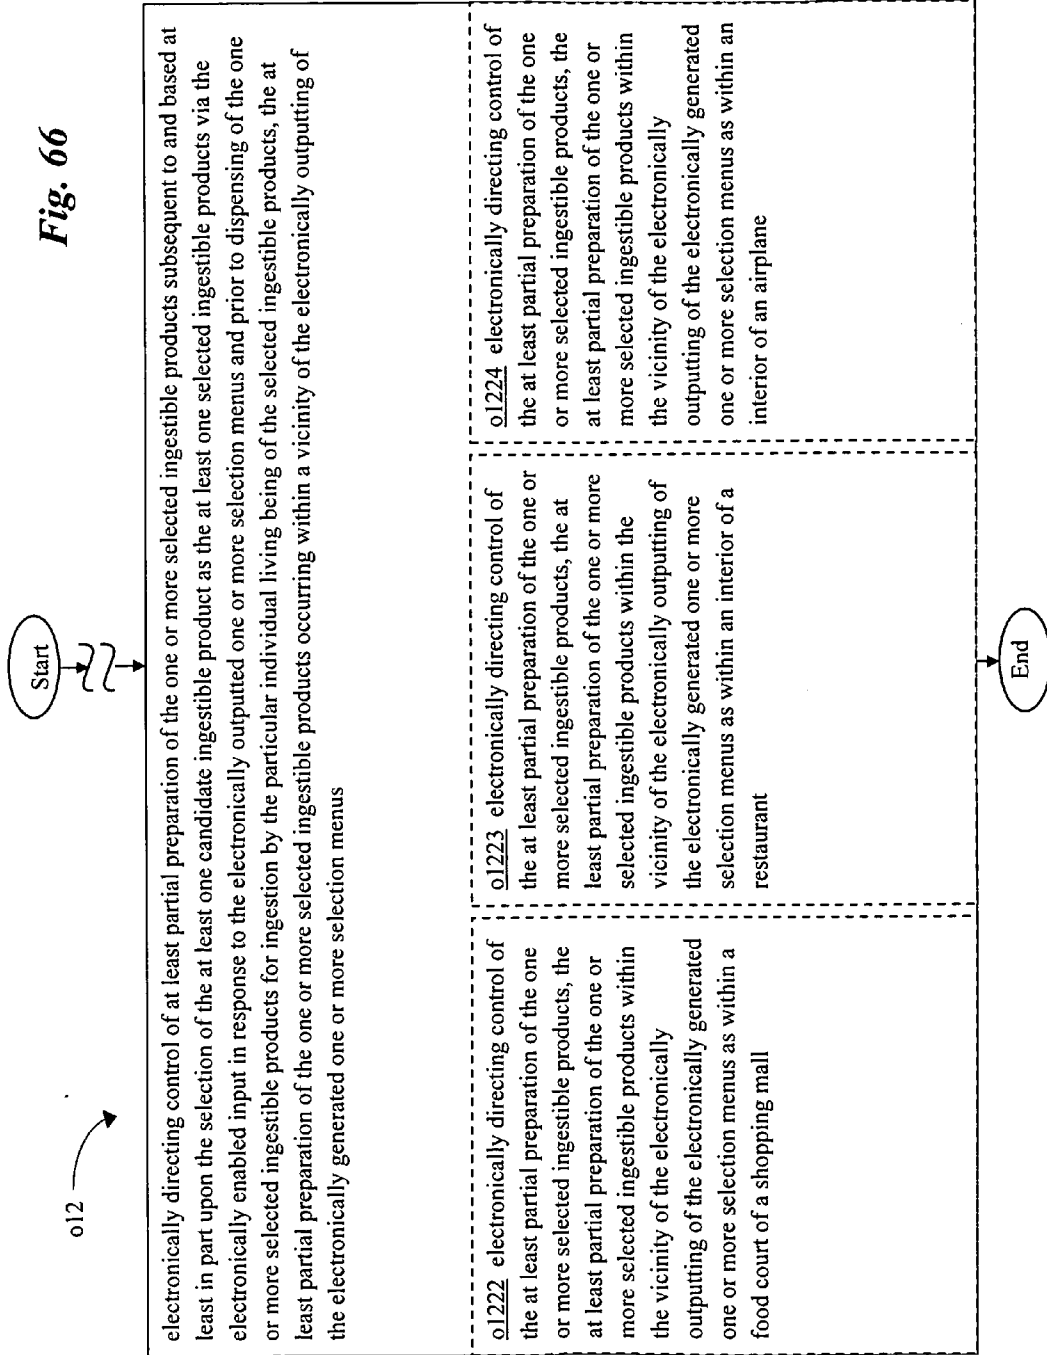 Fig. 66
o12
Start
electronically directing control of at least partial preparation of the one or more selected ingestible products subsequent to and based at
least in part upon the selection of the at least one candidate ingestible product as the at least one selected ingestible products via the
electronically enabled input in response to the electronically outputted one or more selection menus and prior to dispensing of the one
or more selected ingestible products for ingestion by the particular individual living being of the selected ingestible products, the at
least partial preparation of the one or more selected ingestible products occurring within a vicinity of the electronically outputing of
the electronically generated one or more selection menus
o1222 electronically directing control of
the at least partial preparation of the one
or more selected ingestible products, the
at least partial preparation of the one or
more selected ingestible products within
the vicinity of the electronically
outputing of the electronically generated
one or more selection menus as within a
food court of a shopping mall
o1223 electronically directing control of
the at least partial preparation of the one or
more selected ingestible products, the at
least partial preparation of the one or more
selected ingestible products within the
vicinity of the electronically outputing of
the electronically generated one or more
selection menus as within an interior of a
restaurant
o1224 electronically directing control of
the at least partial preparation of the one
or more selected ingestible products, the
at least partial preparation of the one or
more selected ingestible products within
the vicinity of the electronically
outputing of the electronically generated
one or more selection menus as within an
interior of an airplane
End